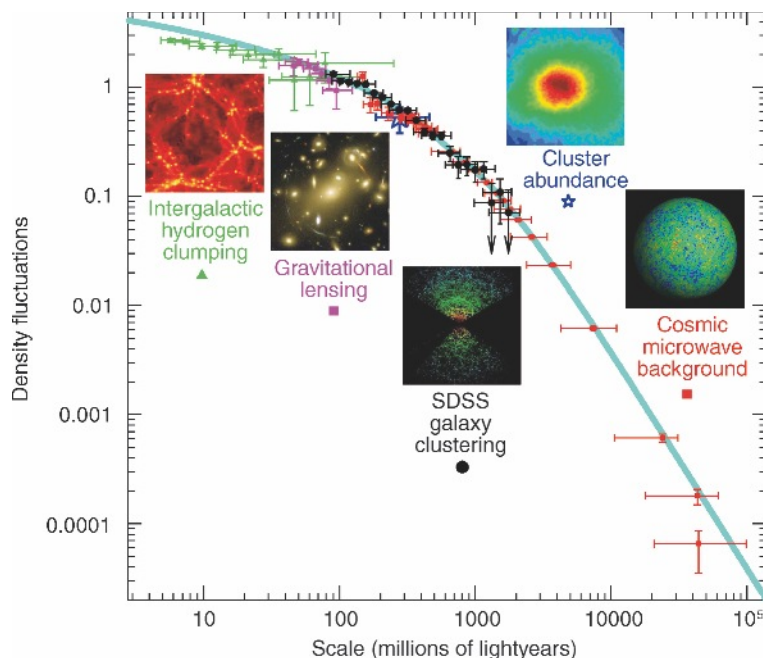 Density fluctuations
1
0.1
0.01
0.001
0.0001
Intergalactic
hydrogen
clumping
Gravitational
lensing
SDSS
galaxy
clustering
Cluster
abundance
Cosmic
microwave
background
10
100
1000
10000
Scale (millions of lightyears)